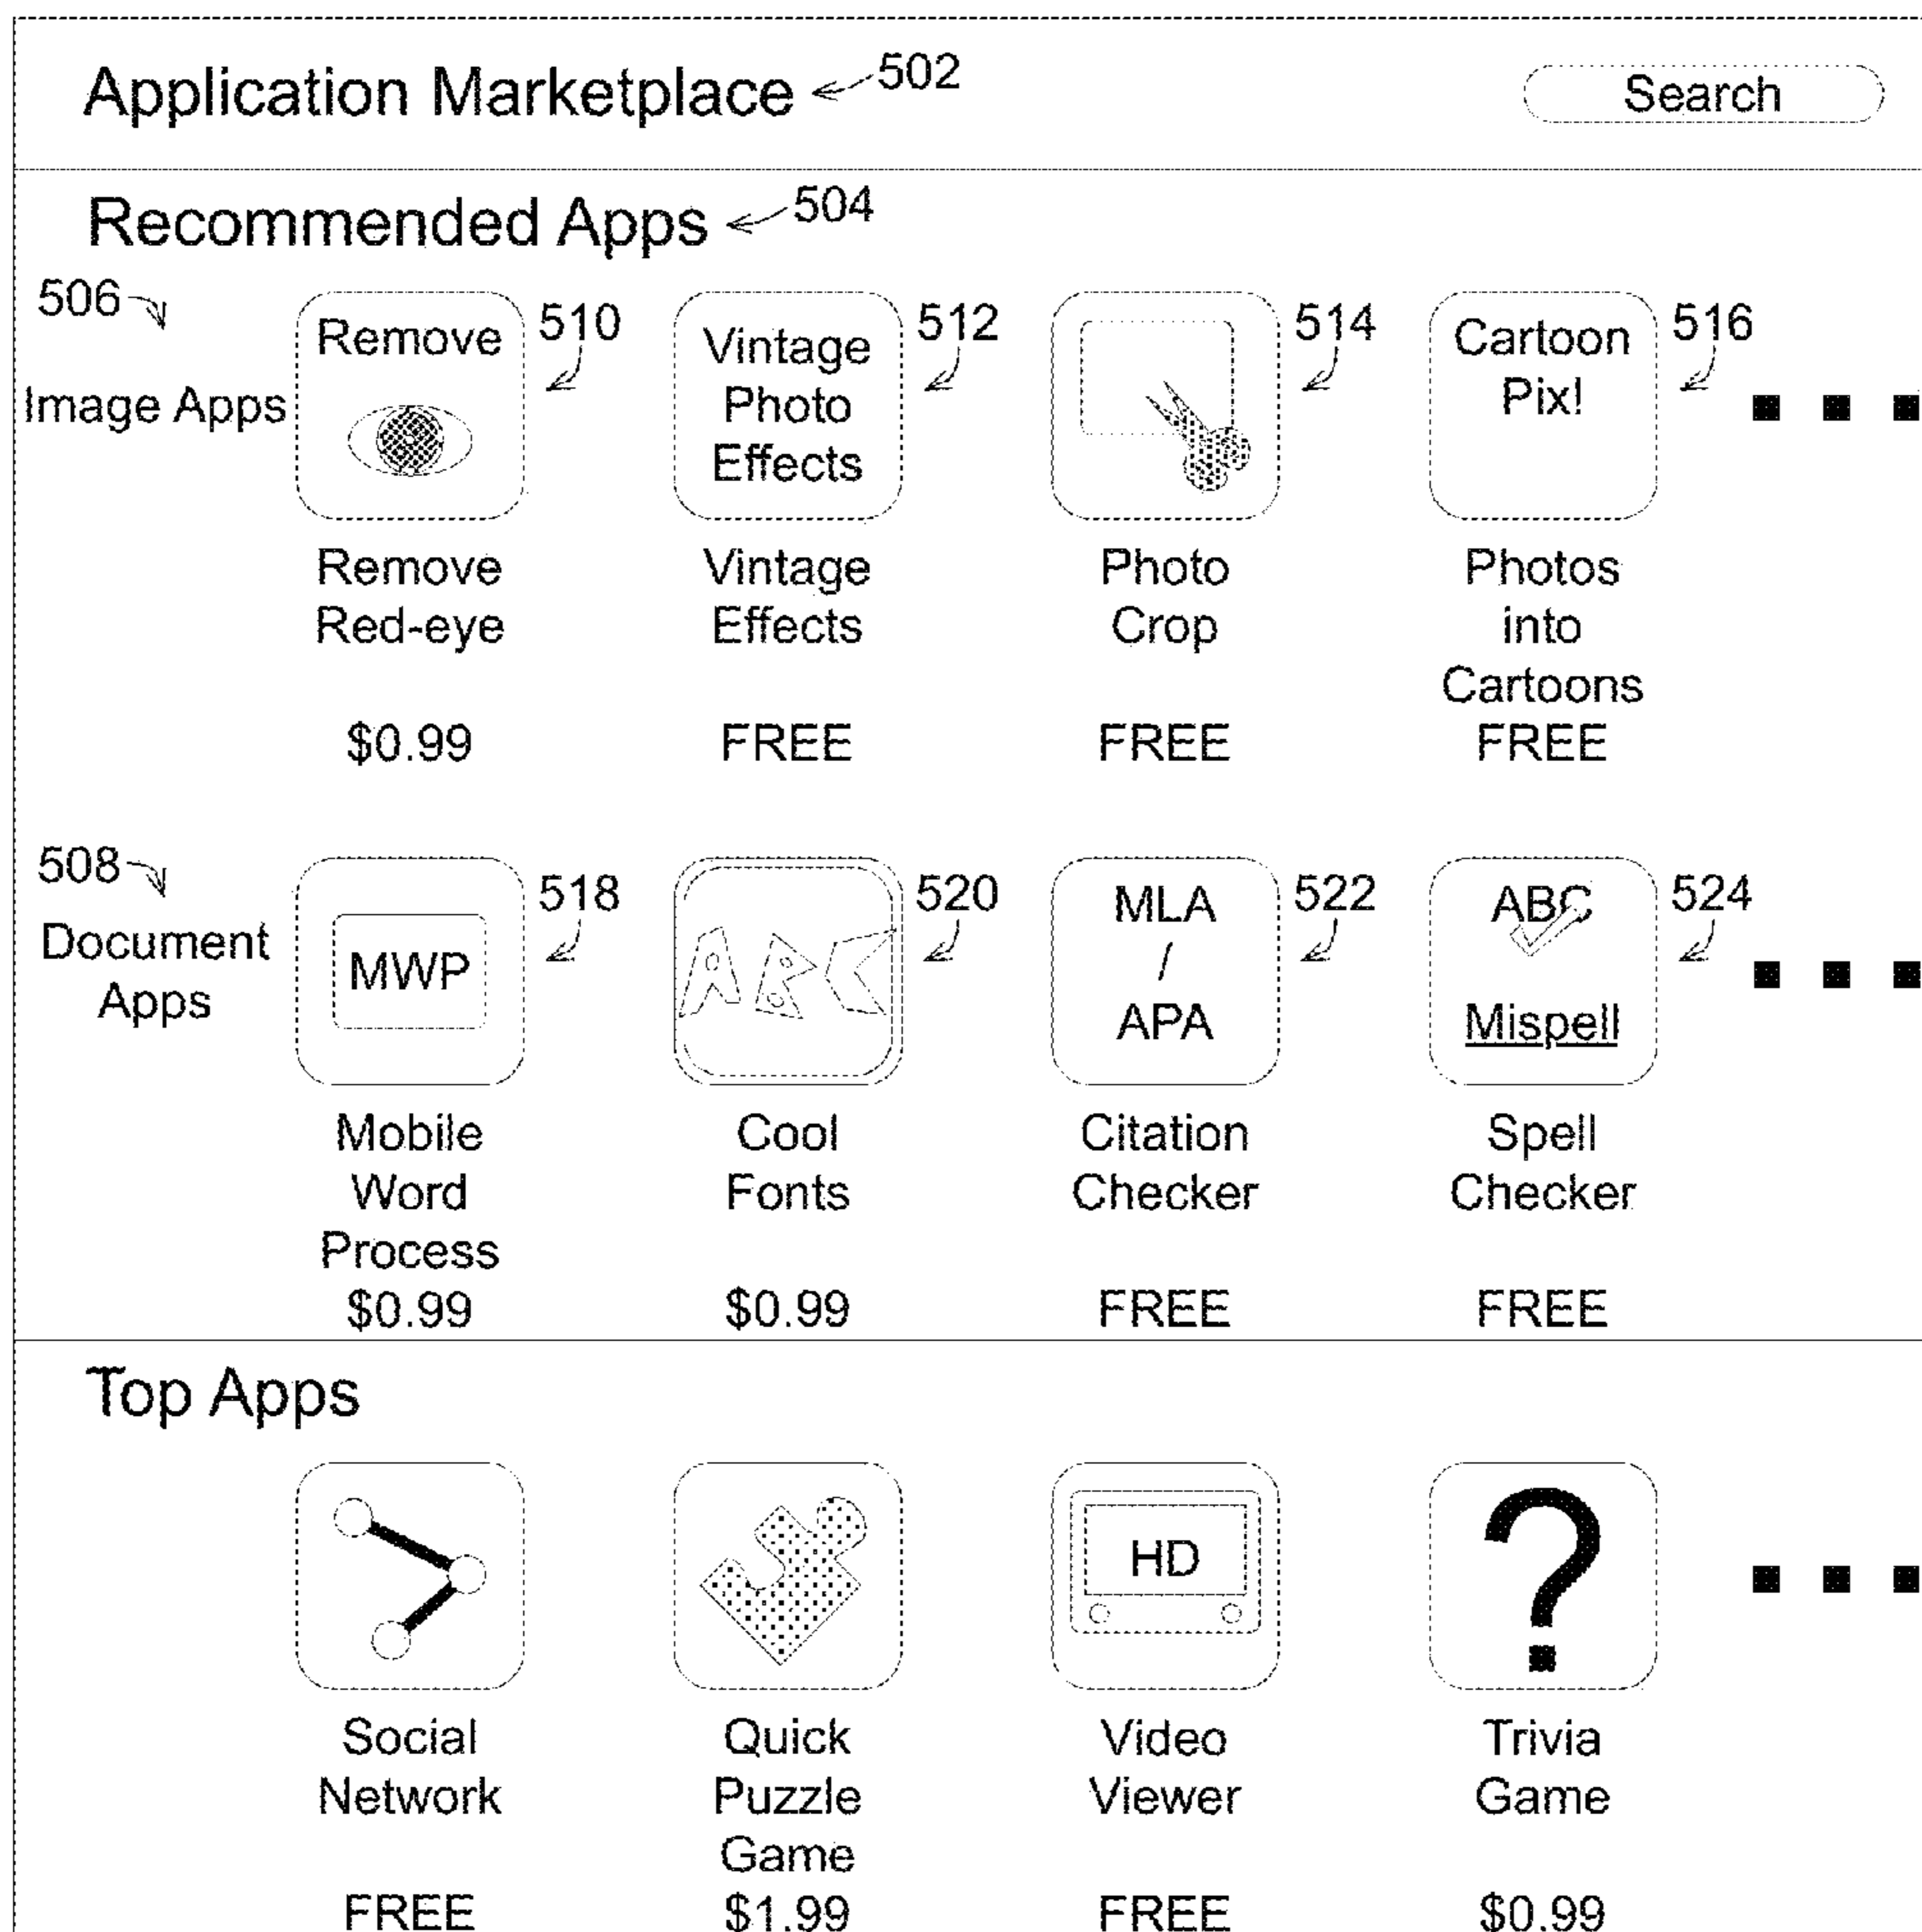 Application Marketplace 502 Search
Recommended Apps 504
506 510 512 514 516
Image Apps
Remove
Vintage
Photo
Effects
Cartoon
Pix!
Remove Vintage Photo Photos
Red-eye Effects Crop into
Cartoons
$0.99 FREE FREE FREE
508 518 520 522 524
Document
Apps
MWP
ABC
MLA
/
APA
ABC
Mispell
Mobile Cool Citation Spell
Word Fonts Checker Checker
Process
$0.99 $0.99 FREE FREE
Top Apps
HD
?
Social Quick Video Trivia
Network Puzzle Viewer Game
Game
FREE $1.99 FREE $0.99